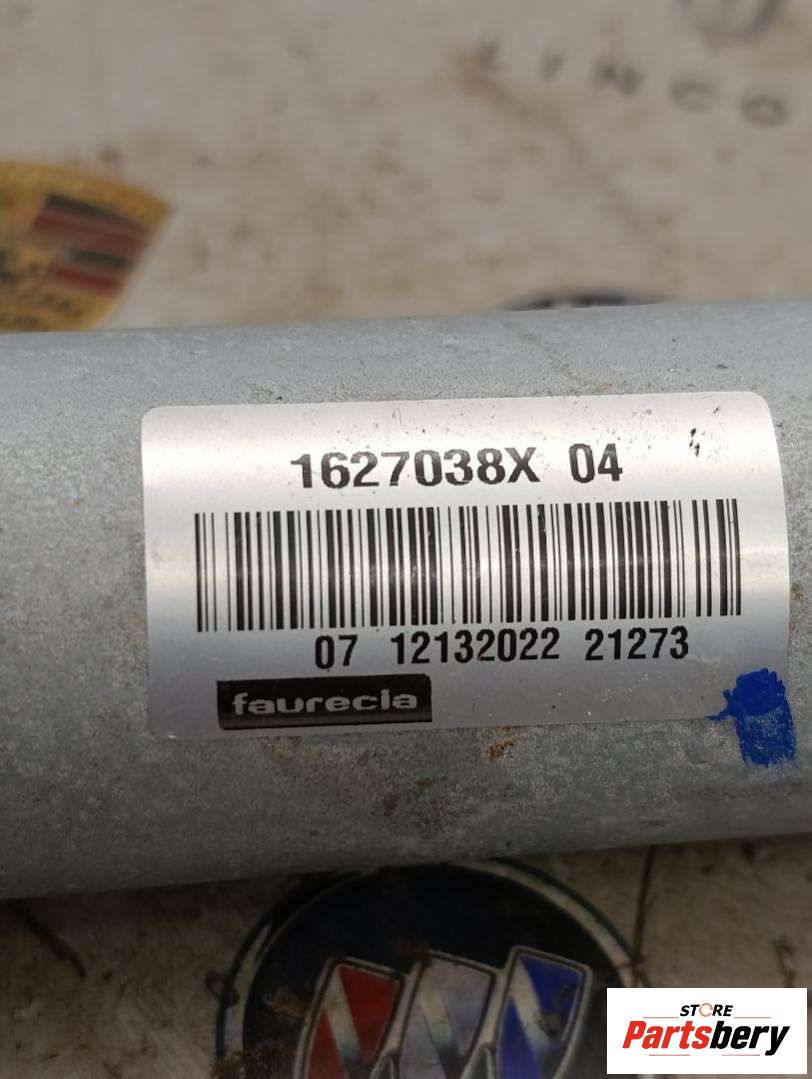 1627038X 04
07 12132022 21273
faurecia
STORE
Partsbery